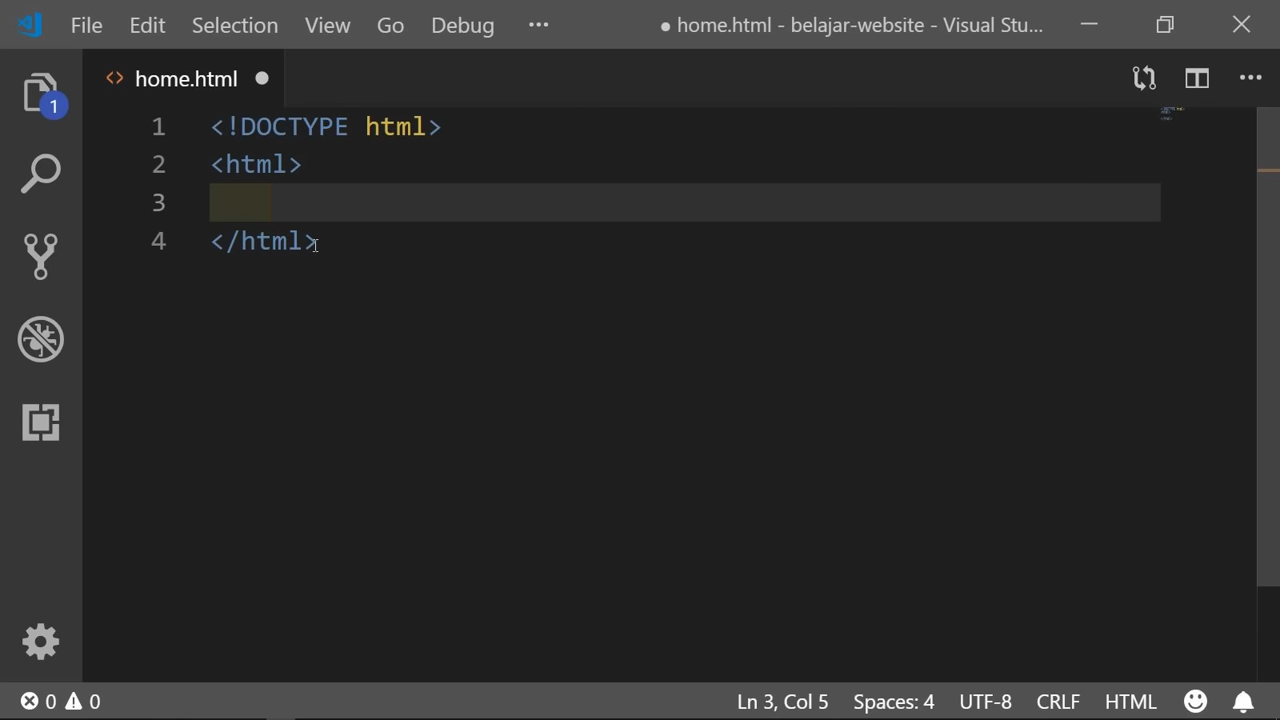 File Edit Selection View Go Debug ··· ● home.html - belajar-website - Visual Stu...
<> home.html ●
1 <!DOCTYPE html>
2 <html>
3
4 </html>
1
0 0 Ln 3, Col 5 Spaces: 4 UTF-8 CRLF HTML